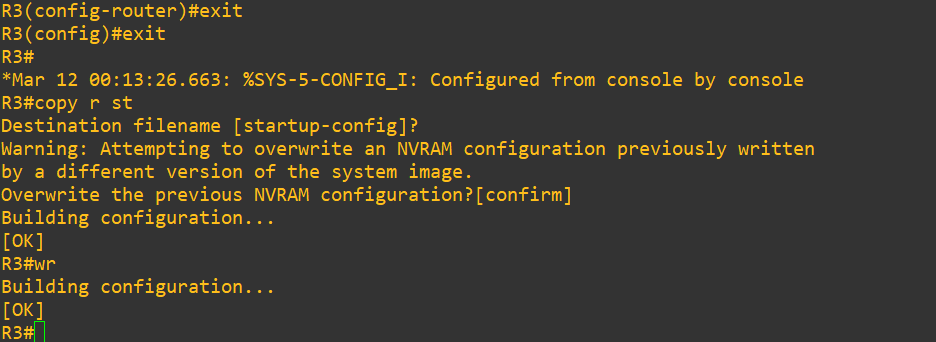 R3(config-router)#exit
R3(config)#exit
R3#
*Mar 12 00:13:26.663: %SYS-5-CONFIG_I: Configured from console by console
R3#copy r st
Destination filename [startup-config]?
Warning: Attempting to overwrite an NVRAM configuration previously written
by a different version of the system image.
Overwrite the previous NVRAM configuration?[confirm]
Building configuration...
[OK]
R3#wr
Building configuration...
[OK]
R3#